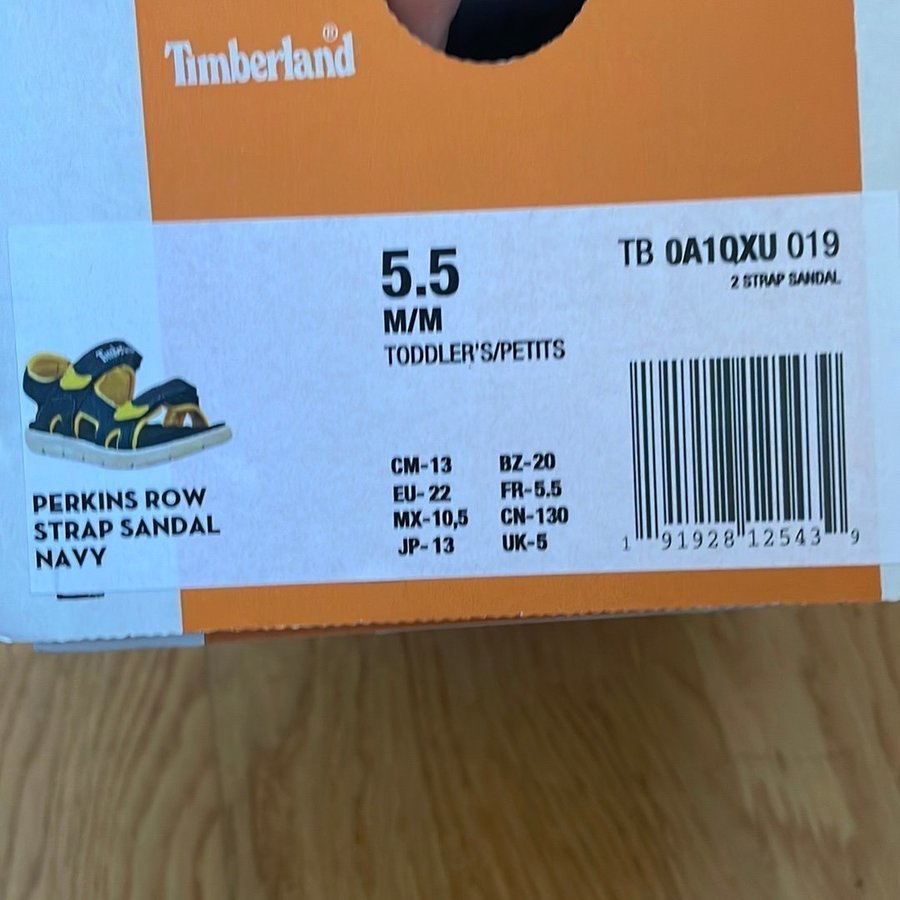 Timberland®
5.5
M/M
TODDLER'S/PETITS
TB 0A1QXU 019
2 STRAP SANDAL
Timberland
PERKINS ROW
STRAP SANDAL
NAVY
CM-13 BZ-20
EU-22 FR-5.5
MX-10,5 CN-130
JP-13 UK-5
1 91928 12543 9